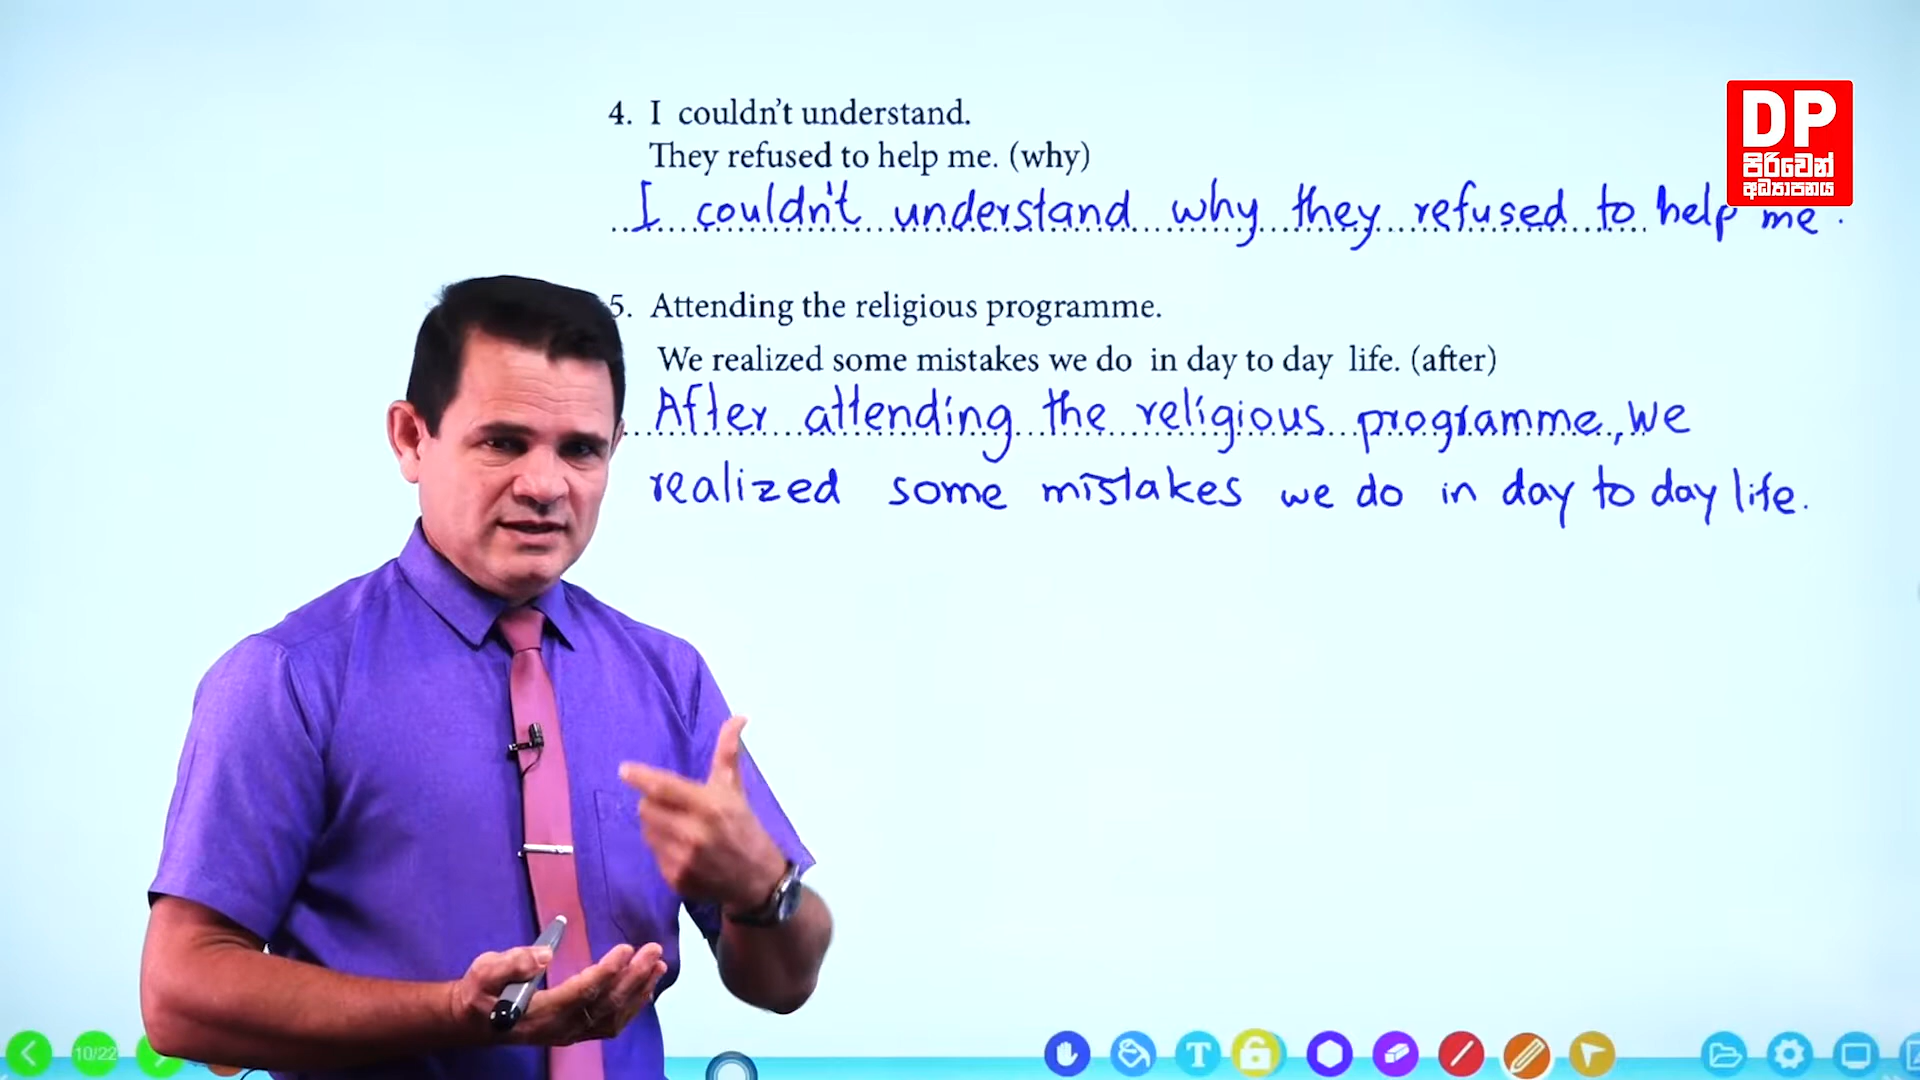 DP
පිරිවෙන්
අධ්‍යාපනය
4. I couldn't understand.
They refused to help me. (why)
I couldn't understand why they refused to help me.
5. Attending the religious programme.
We realized some mistakes we do in day to day life. (after)
After attending the religious programme, we
realized some mistakes we do in day to day life.
10/22
T